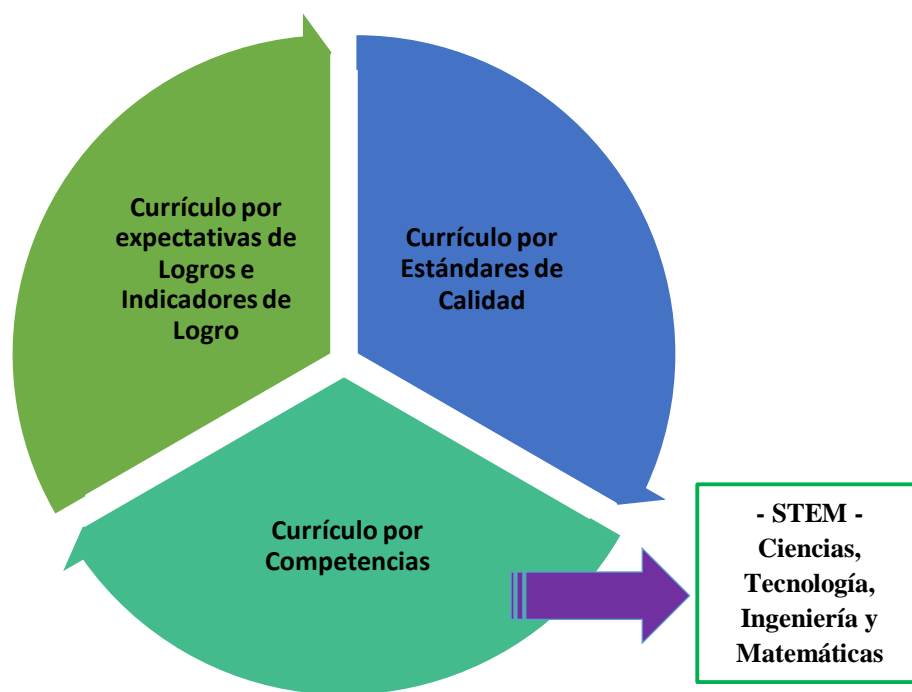 Currículo por
expectativas de
Logros e
Indicadores de
Logro
Currículo por
Estándares de
Calidad
Currículo por
Competencias
- STEM -
Ciencias,
Tecnología,
Ingeniería y
Matemáticas